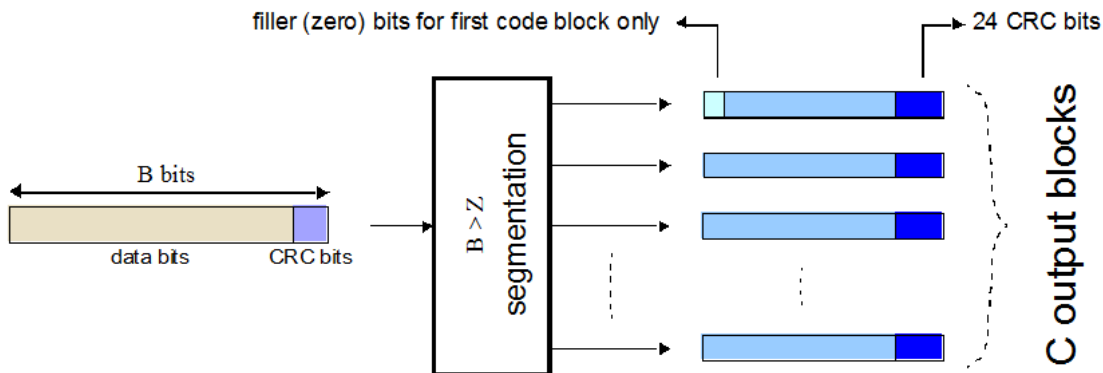 filler (zero) bits for first code block only
24 CRC bits
B bits
data bits
CRC bits
B > Z
segmentation
C output blocks